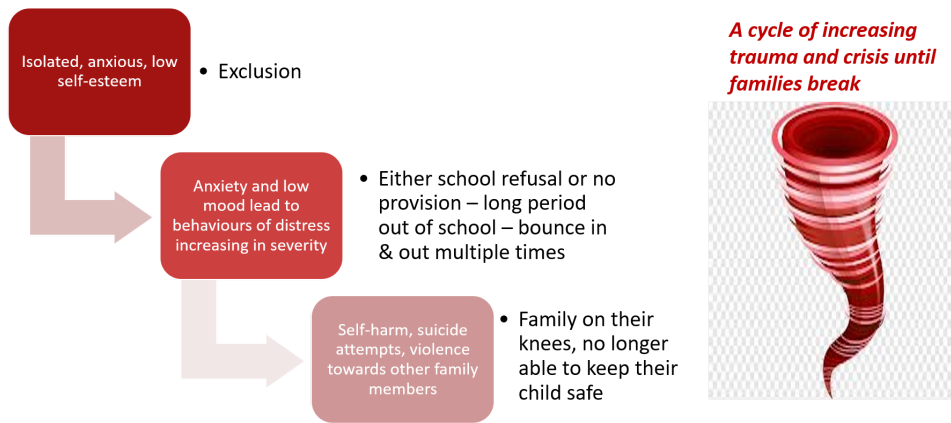 Isolated, anxious, low
self-esteem
• Exclusion
Anxiety and low
mood lead to
behaviours of distress
increasing in severity
• Either school refusal or no
provision – long period
out of school – bounce in
& out multiple times
Self-harm, suicide
attempts, violence
towards other family
members
• Family on their
knees, no longer
able to keep their
child safe
A cycle of increasing
trauma and crisis until
families break